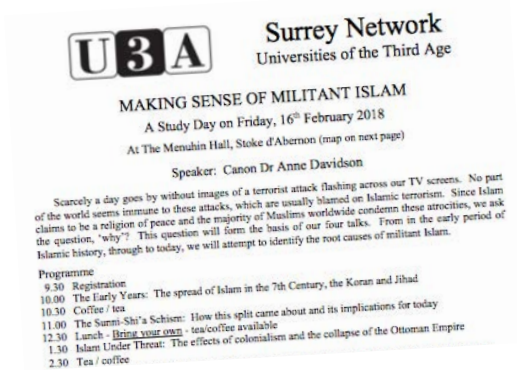 U3A
Surrey Network
Universities of the Third Age
MAKING SENSE OF MILITANT ISLAM
A Study Day on Friday, 16th February 2018
At The Menuhin Hall, Stoke d'Abernon (map on next page)
Speaker: Canon Dr Anne Davidson
Scarcely a day goes by without images of a terrorist attack flashing across our TV screens. No part
of the world seems immune to these attacks, which are usually blamed on Islamic terrorism. Since Islam
claims to be a religion of peace and the majority of Muslims worldwide condemn these atrocities, we ask
the question, 'why'? This question will form the basis of our four talks. From in the early period of
Islamic history, through to today, we will attempt to identify the root causes of militant Islam.
Programme
9.30 Registration
10.00 The Early Years: The spread of Islam in the 7th Century, the Koran and Jihad
10.30 Coffee / tea
11.00 The Sunni-Shi'a Schism: How this split came about and its implications for today
12.30 Lunch - Bring your own - tea/coffee available
1.30 Islam Under Threat: The effects of colonialism and the collapse of the Ottoman Empire
2.30 Tea / coffee